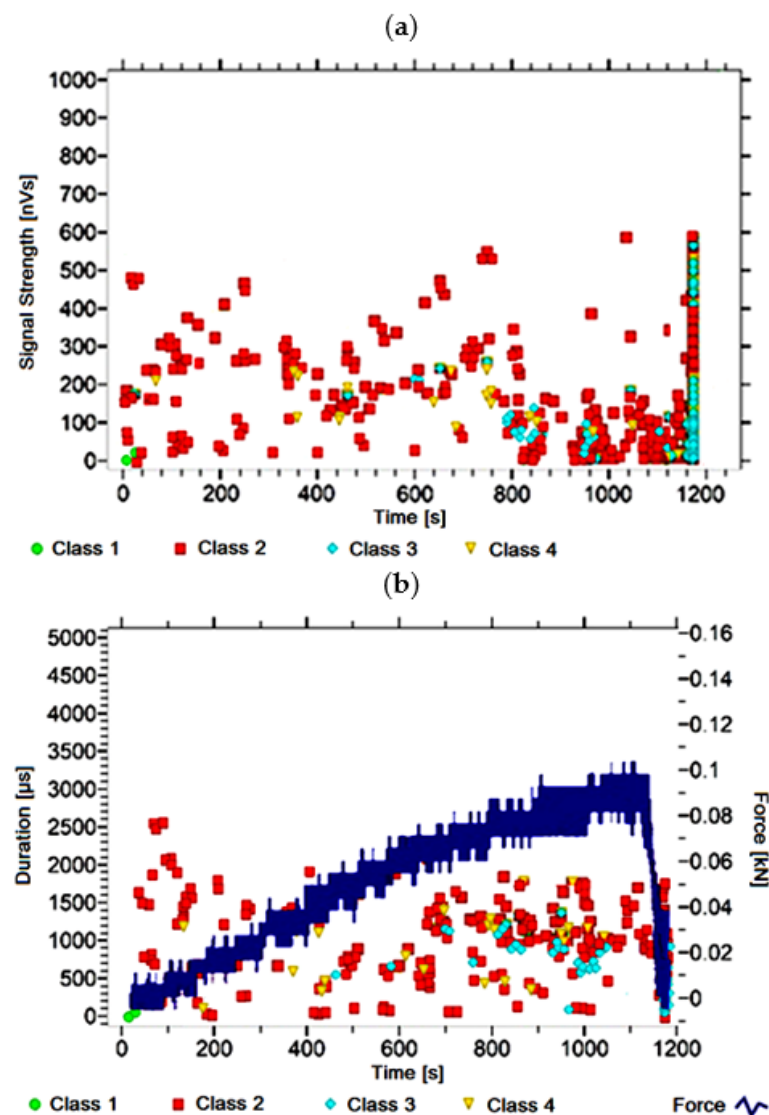 (a)
1000
900
800
700
600
500
400
300
200
100
0
Signal Strength [nVs]
0 200 400 600 800 1000 1200
Time [s]
Class 1 Class 2 Class 3 Class 4
(b)
5000
4500
4000
3500
3000
2500
2000
1500
1000
500
0
Duration [µs]
0.16
0.14
0.12
0.1
0.08
0.06
0.04
0.02
0
Force [kN]
0 200 400 600 800 1000 1200
Time [s]
Class 1 Class 2 Class 3 Class 4 Force